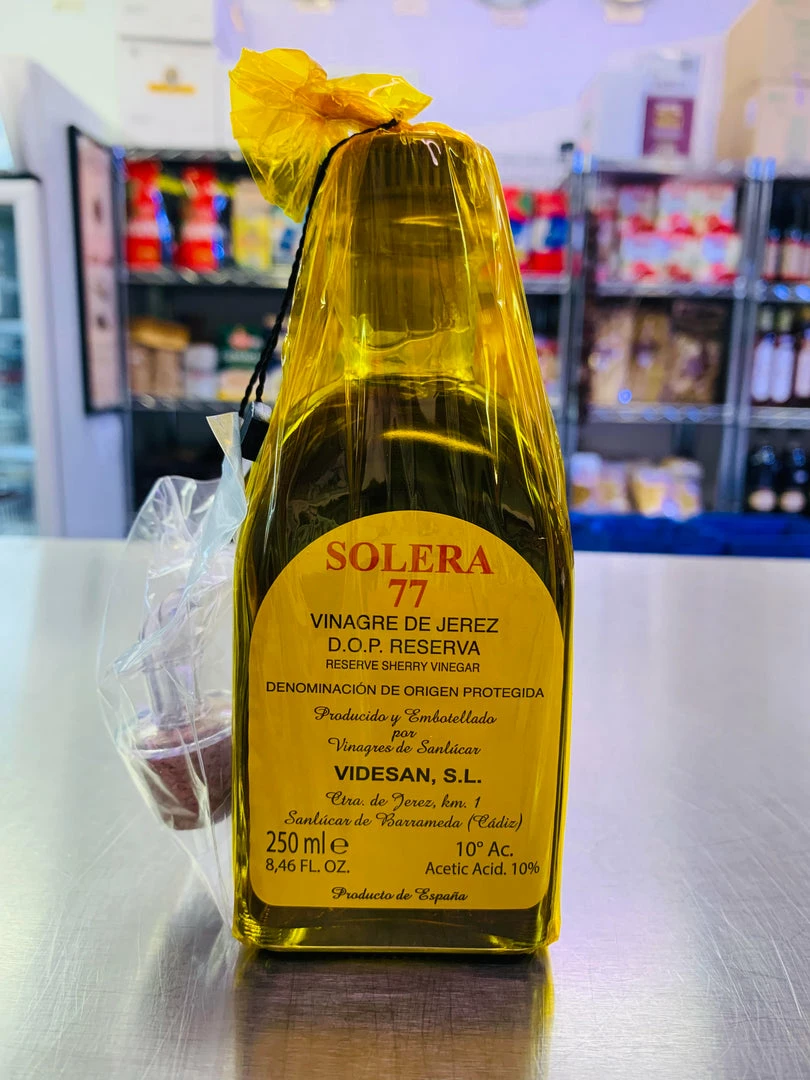 SOLERA
77
VINAGRE DE JEREZ
D.O.P. RESERVA
RESERVE SHERRY VINEGAR
DENOMINACIÓN DE ORIGEN PROTEGIDA
Producido y Embotellado
por
Vinagres de Sanlúcar
VIDESAN, S.L.
Ctra. de Jerez, km. 1
Sanlúcar de Barrameda (Cádiz)
250 ml ℮ 10° Ac.
8,46 FL. OZ. Acetic Acid. 10%
Producto de España